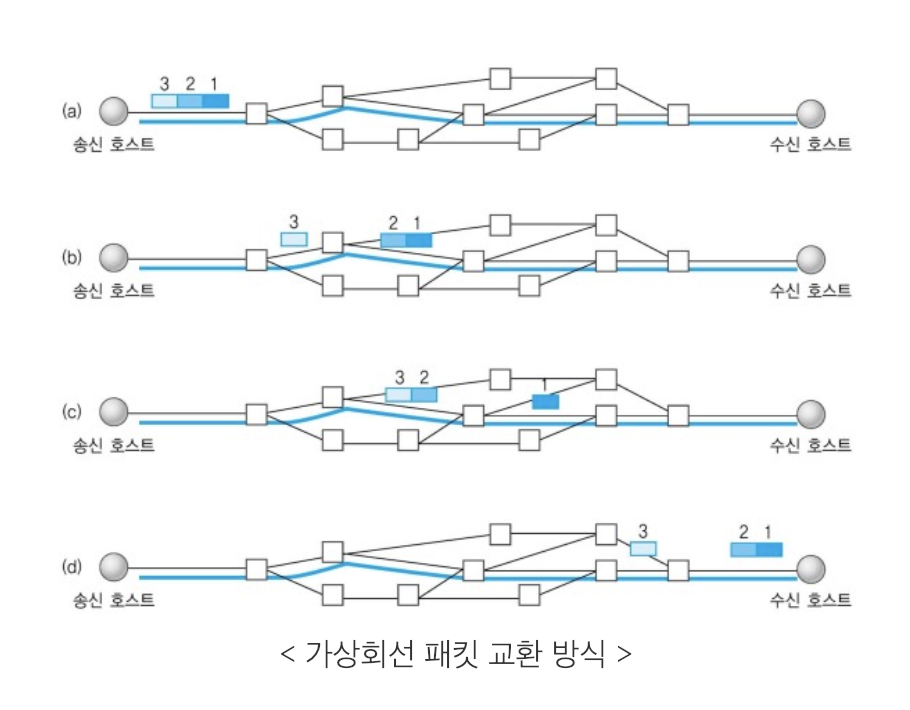 3 2 1
(a)
송신 호스트
수신 호스트
3
2 1
(b)
송신 호스트
수신 호스트
3 2
1
(c)
송신 호스트
수신 호스트
3
2 1
(d)
송신 호스트
수신 호스트
< 가상회선 패킷 교환 방식 >